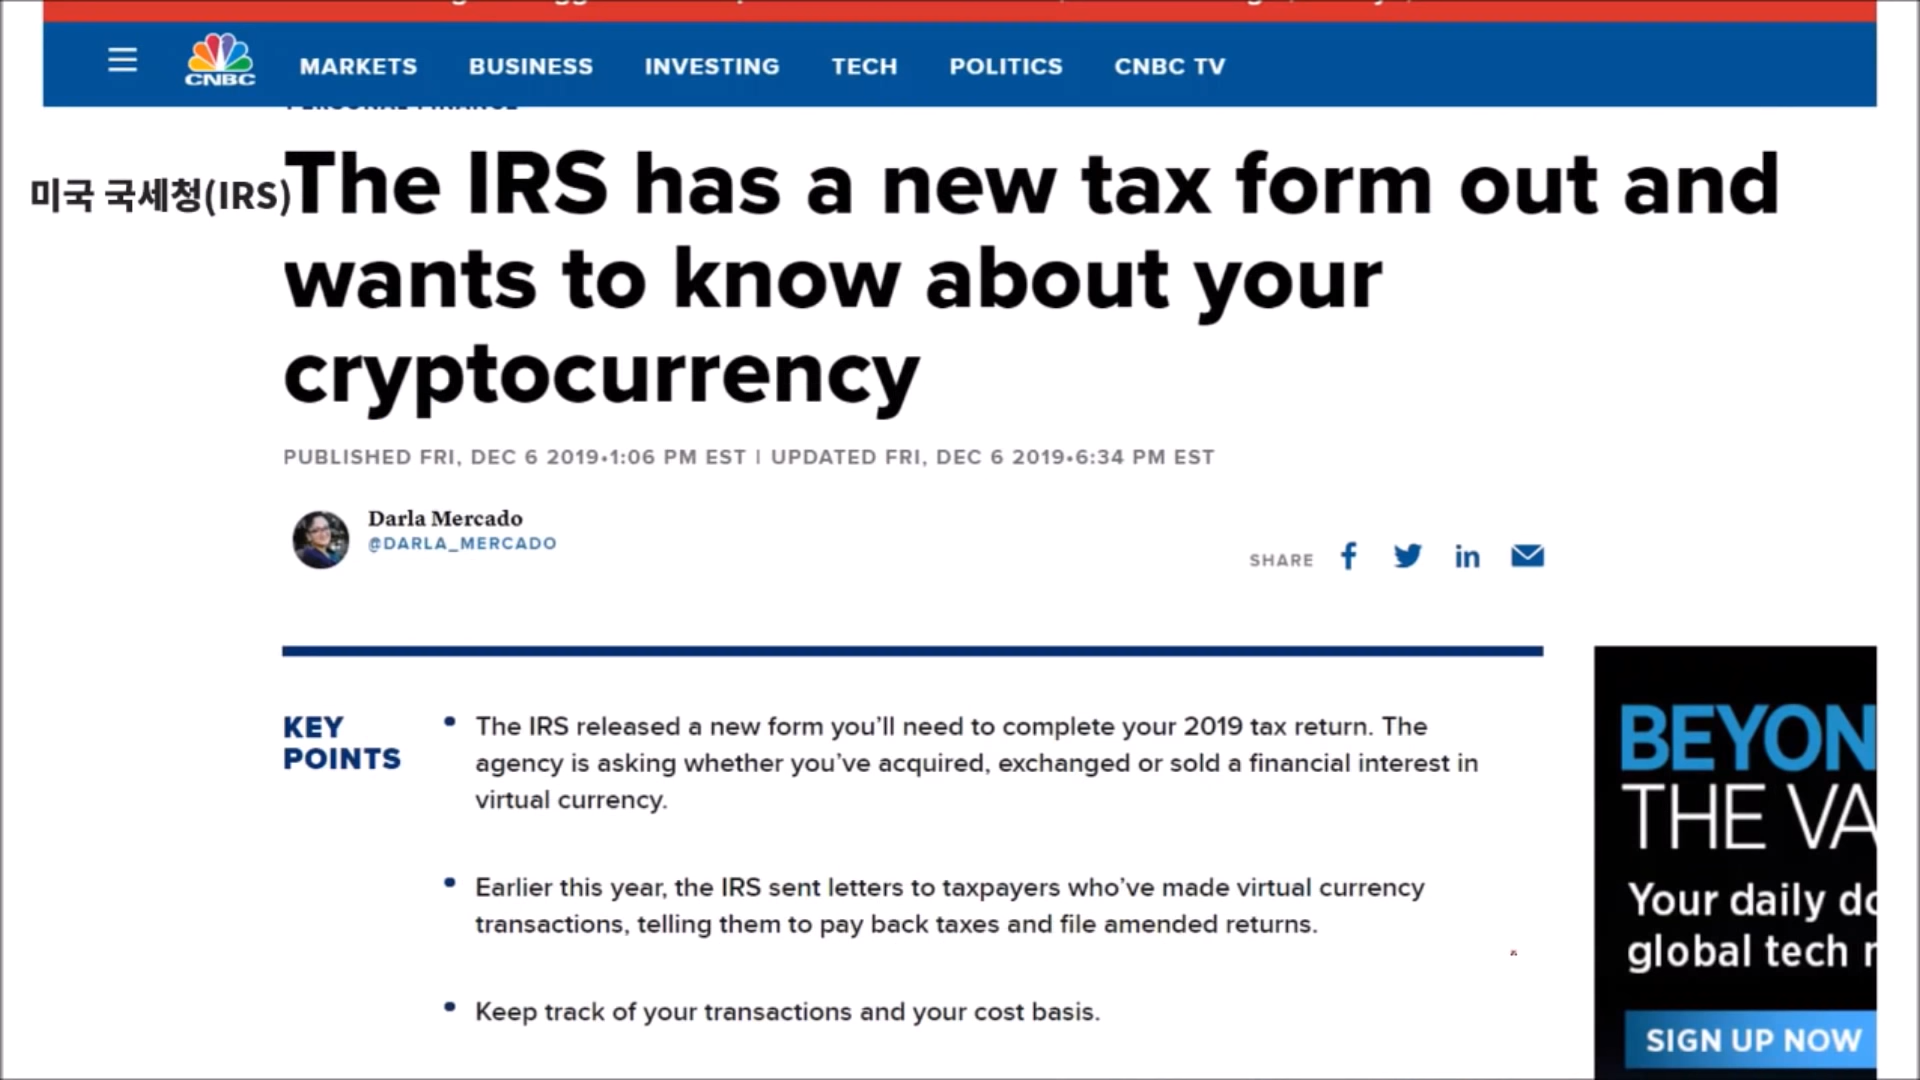 CNBC
MARKETS
BUSINESS
INVESTING
TECH
POLITICS
CNBC TV
PERSONAL FINANCE
미국 국세청(IRS)
The IRS has a new tax form out and
wants to know about your
cryptocurrency
PUBLISHED FRI, DEC 6 2019•1:06 PM EST | UPDATED FRI, DEC 6 2019•6:34 PM EST
Darla Mercado
@DARLA_MERCADO
SHARE
KEY
POINTS
• The IRS released a new form you’ll need to complete your 2019 tax return. The
agency is asking whether you’ve acquired, exchanged or sold a financial interest in
virtual currency.
• Earlier this year, the IRS sent letters to taxpayers who’ve made virtual currency
transactions, telling them to pay back taxes and file amended returns.
• Keep track of your transactions and your cost basis.
BEYON
THE VA
Your daily do
global tech
SIGN UP NOW